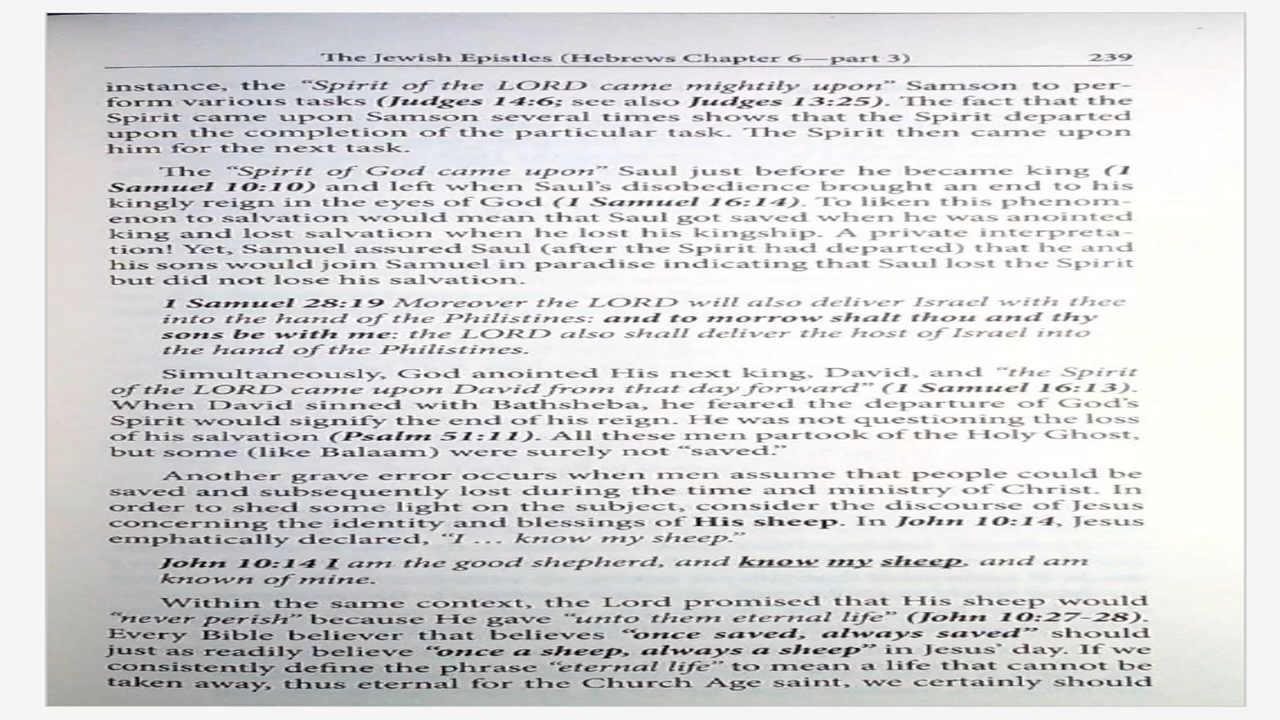 The Jewish Epistles (Hebrews Chapter 6—part 3) 239
instance, the “Spirit of the LORD came mightily upon” Samson to per-
form various tasks (Judges 14:6; see also Judges 13:25). The fact that the
Spirit came upon Samson several times shows that the Spirit departed
upon the completion of the particular task. The Spirit then came upon
him for the next task.
The “Spirit of God came upon” Saul just before he became king (1
Samuel 10:10) and left when Saul’s disobedience brought an end to his
kingly reign in the eyes of God (1 Samuel 16:14). To liken this phenom-
enon to salvation would mean that Saul got saved when he was anointed
king and lost salvation when he lost his kingship. A private interpreta-
tion! Yet, Samuel assured Saul (after the Spirit had departed) that he and
his sons would join Samuel in paradise indicating that Saul lost the Spirit
but did not lose his salvation.
1 Samuel 28:19 Moreover the LORD will also deliver Israel with thee
into the hand of the Philistines: and to morrow shalt thou and thy
sons be with me: the LORD also shall deliver the host of Israel into
the hand of the Philistines.
Simultaneously, God anointed His next king, David, and “the Spirit
of the LORD came upon David from that day forward” (1 Samuel 16:13).
When David sinned with Bathsheba, he feared the departure of God’s
Spirit would signify the end of his reign. He was not questioning the loss
of his salvation (Psalm 51:11). All these men partook of the Holy Ghost,
but some (like Balaam) were surely not “saved.”
Another grave error occurs when men assume that people could be
saved and subsequently lost during the time and ministry of Christ. In
order to shed some light on the subject, consider the discourse of Jesus
concerning the identity and blessings of His sheep. In John 10:14, Jesus
emphatically declared, “I … know my sheep.”
John 10:14 I am the good shepherd, and know my sheep, and am
known of mine.
Within the same context, the Lord promised that His sheep would
“never perish” because He gave “unto them eternal life” (John 10:27-28).
Every Bible believer that believes “once saved, always saved” should
just as readily believe “once a sheep, always a sheep” in Jesus’ day. If we
consistently define the phrase “eternal life” to mean a life that cannot be
taken away, thus eternal for the Church Age saint, we certainly should